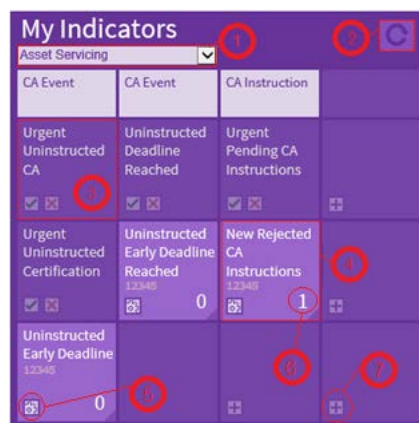 My Indicators
Asset Servicing
1
2
CA Event
CA Event
CA Instruction
Urgent
Uninstructed
CA
3
Uninstructed
Deadline
Reached
Urgent
Pending CA
Instructions
Urgent
Uninstructed
Certification
Uninstructed
Early Deadline
Reached
12345
0
New Rejected
CA
Instructions
12345
1
4
Uninstructed
Early Deadline
12345
0
5
6
7